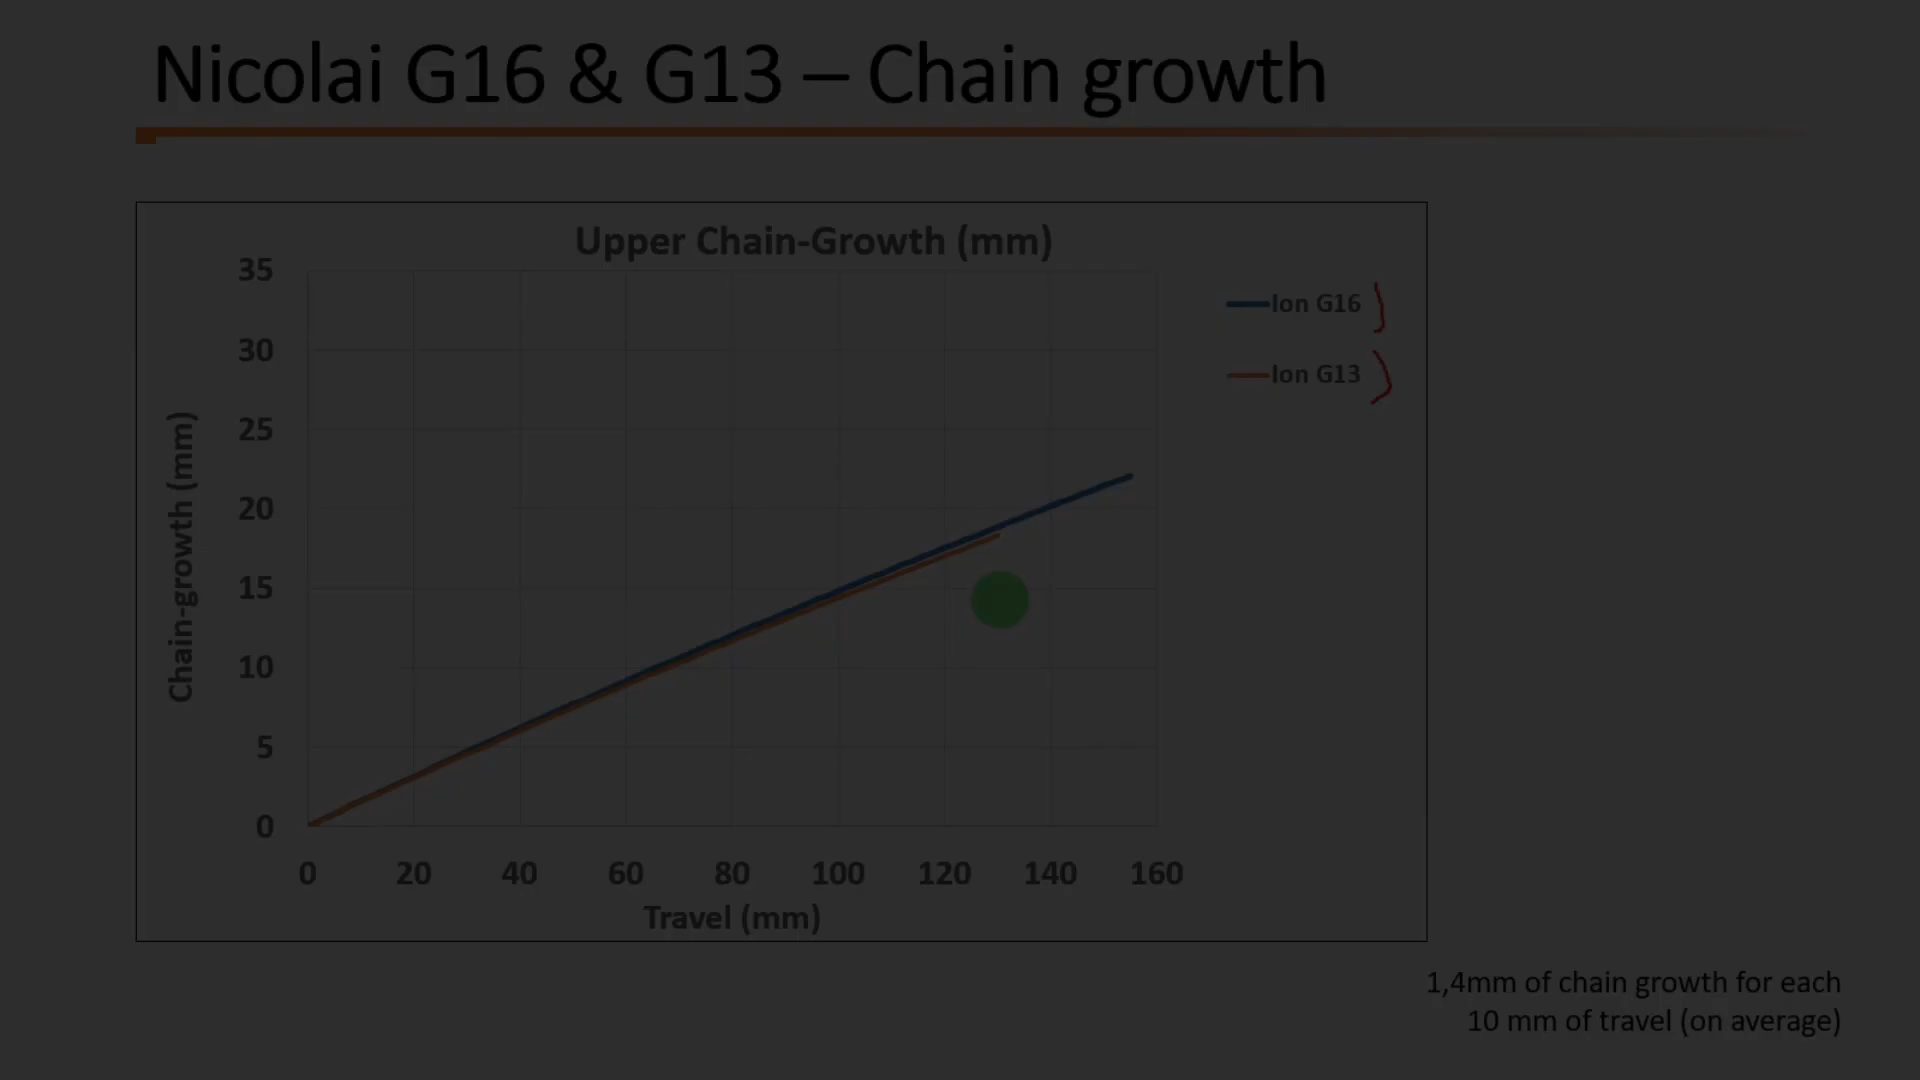 Nicolai G16 & G13 – Chain growth
Upper Chain-Growth (mm)
35
30
25
20
15
10
5
0
Chain-growth (mm)
0 20 40 60 80 100 120 140 160
Travel (mm)
Ion G16
Ion G13
1,4mm of chain growth for each
10 mm of travel (on average)